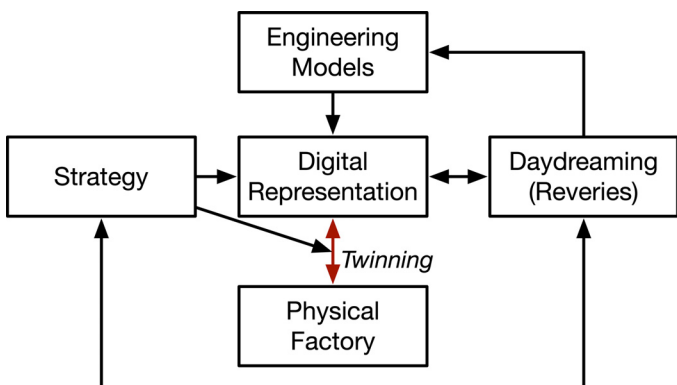 Engineering
Models
Strategy
Digital
Representation
Daydreaming
(Reveries)
Twinning
Physical
Factory